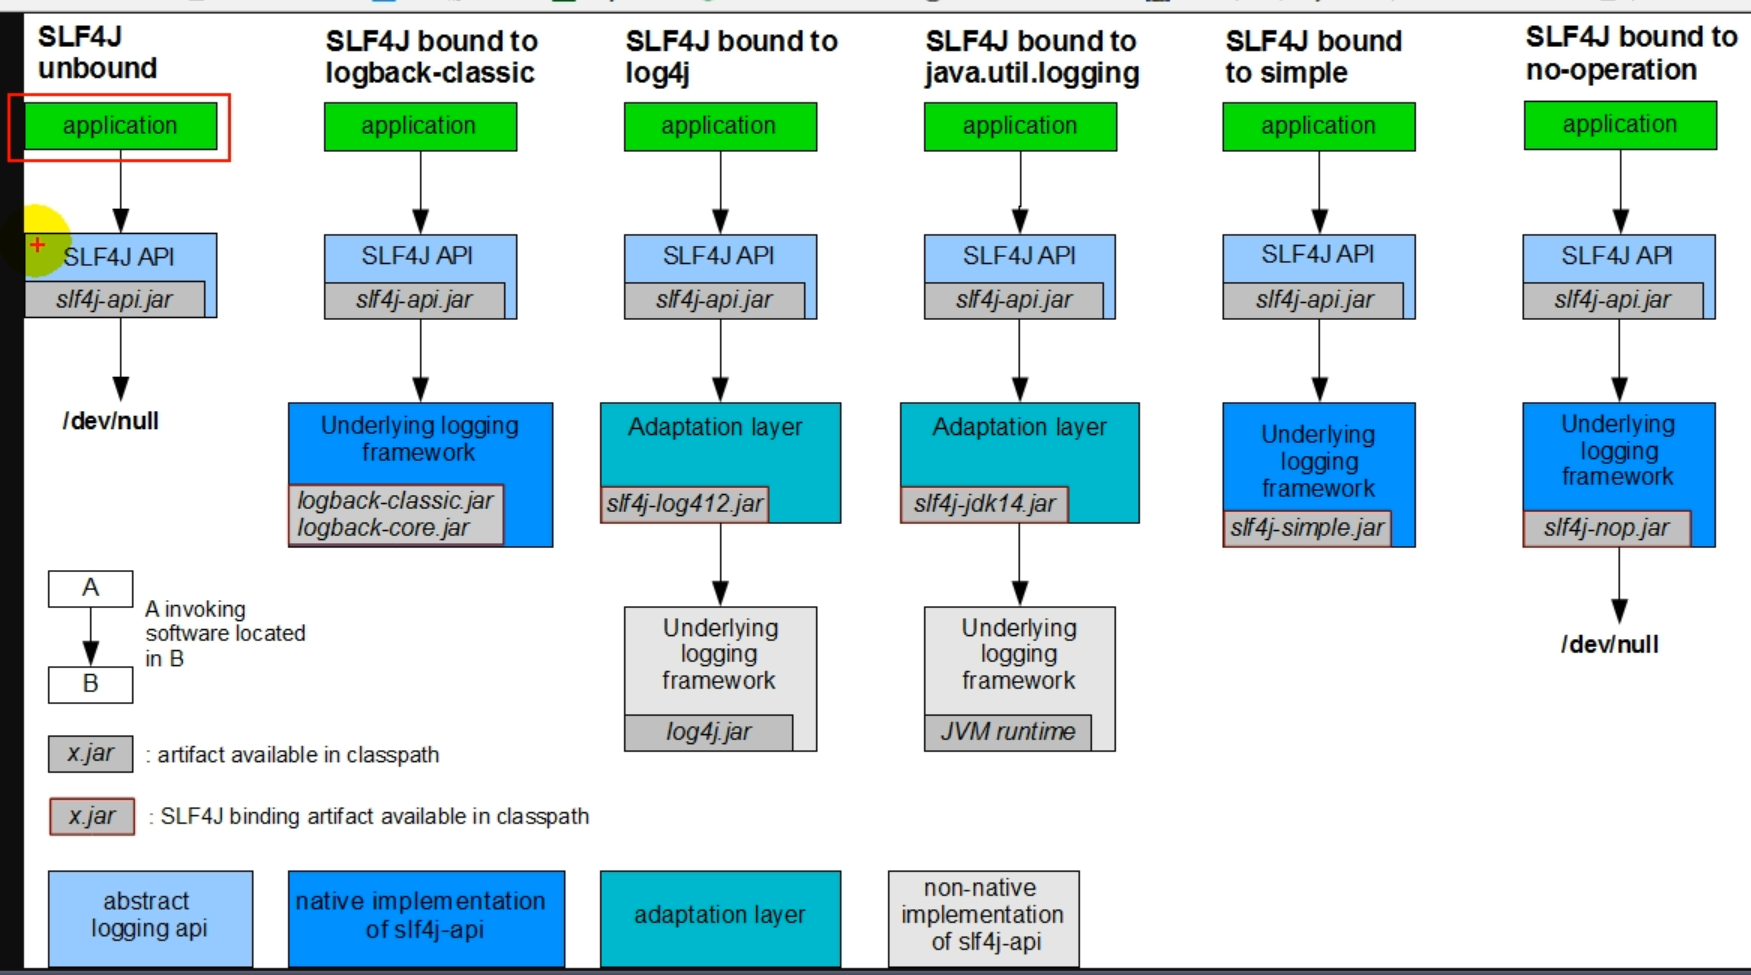 SLF4J
unbound
application
SLF4J API
slf4j-api.jar
/dev/null
SLF4J bound to
logback-classic
application
SLF4J API
slf4j-api.jar
Underlying logging
framework
logback-classic.jar
logback-core.jar
SLF4J bound to
log4j
application
SLF4J API
slf4j-api.jar
Adaptation layer
slf4j-log412.jar
Underlying
logging
framework
log4j.jar
SLF4J bound to
java.util.logging
application
SLF4J API
slf4j-api.jar
Adaptation layer
slf4j-jdk14.jar
Underlying
logging
framework
JVM runtime
SLF4J bound
to simple
application
SLF4J API
slf4j-api.jar
Underlying
logging
framework
slf4j-simple.jar
SLF4J bound to
no-operation
application
SLF4J API
slf4j-api.jar
Underlying
logging
framework
slf4j-nop.jar
/dev/null
A
B
A invoking
software located
in B
x.jar : artifact available in classpath
x.jar : SLF4J binding artifact available in classpath
abstract
logging api
native implementation
of slf4j-api
adaptation layer
non-native
implementation
of slf4j-api